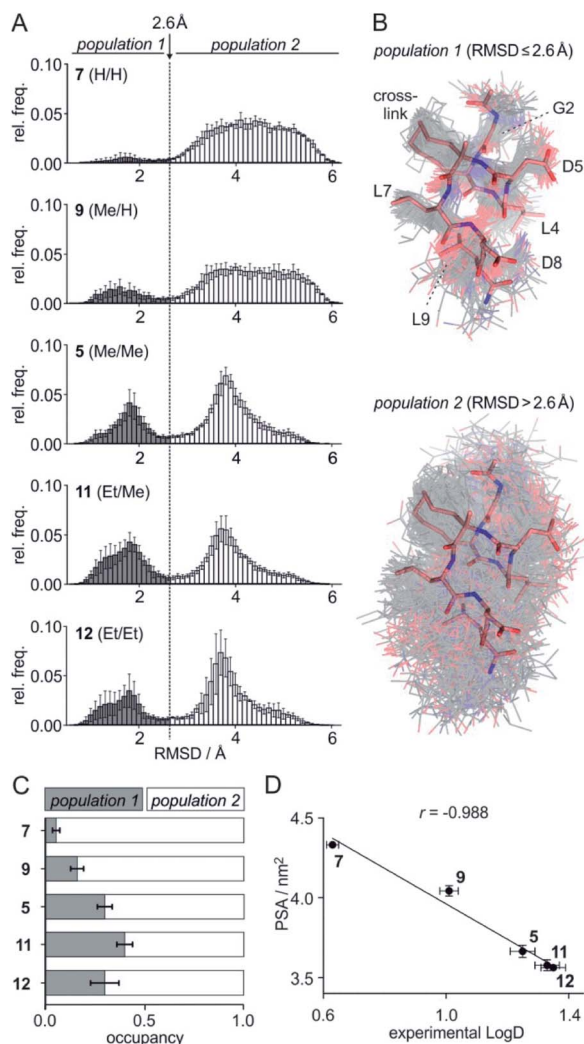 A
2.6 Å
population 1
population 2
0.10
7 (H/H)
0.05
0.00
2 4 6
0.10
9 (Me/H)
0.05
0.00
2 4 6
0.10
5 (Me/Me)
0.05
0.00
2 4 6
0.10
11 (Et/Me)
0.05
0.00
2 4 6
0.10
12 (Et/Et)
0.05
0.00
2 4 6
rel. freq.
rel. freq.
rel. freq.
rel. freq.
rel. freq.
RMSD / Å
B
population 1 (RMSD ≤ 2.6 Å)
cross-
link
G2
D5
L7
L4
D8
L9
population 2 (RMSD > 2.6 Å)
C
population 1 population 2
7
9
5
11
12
0.0 0.5 1.0
occupancy
D
r = -0.988
4.5
4.0
3.5
PSA / nm²
7
9
5
11
12
0.6 1.0 1.4
experimental LogD